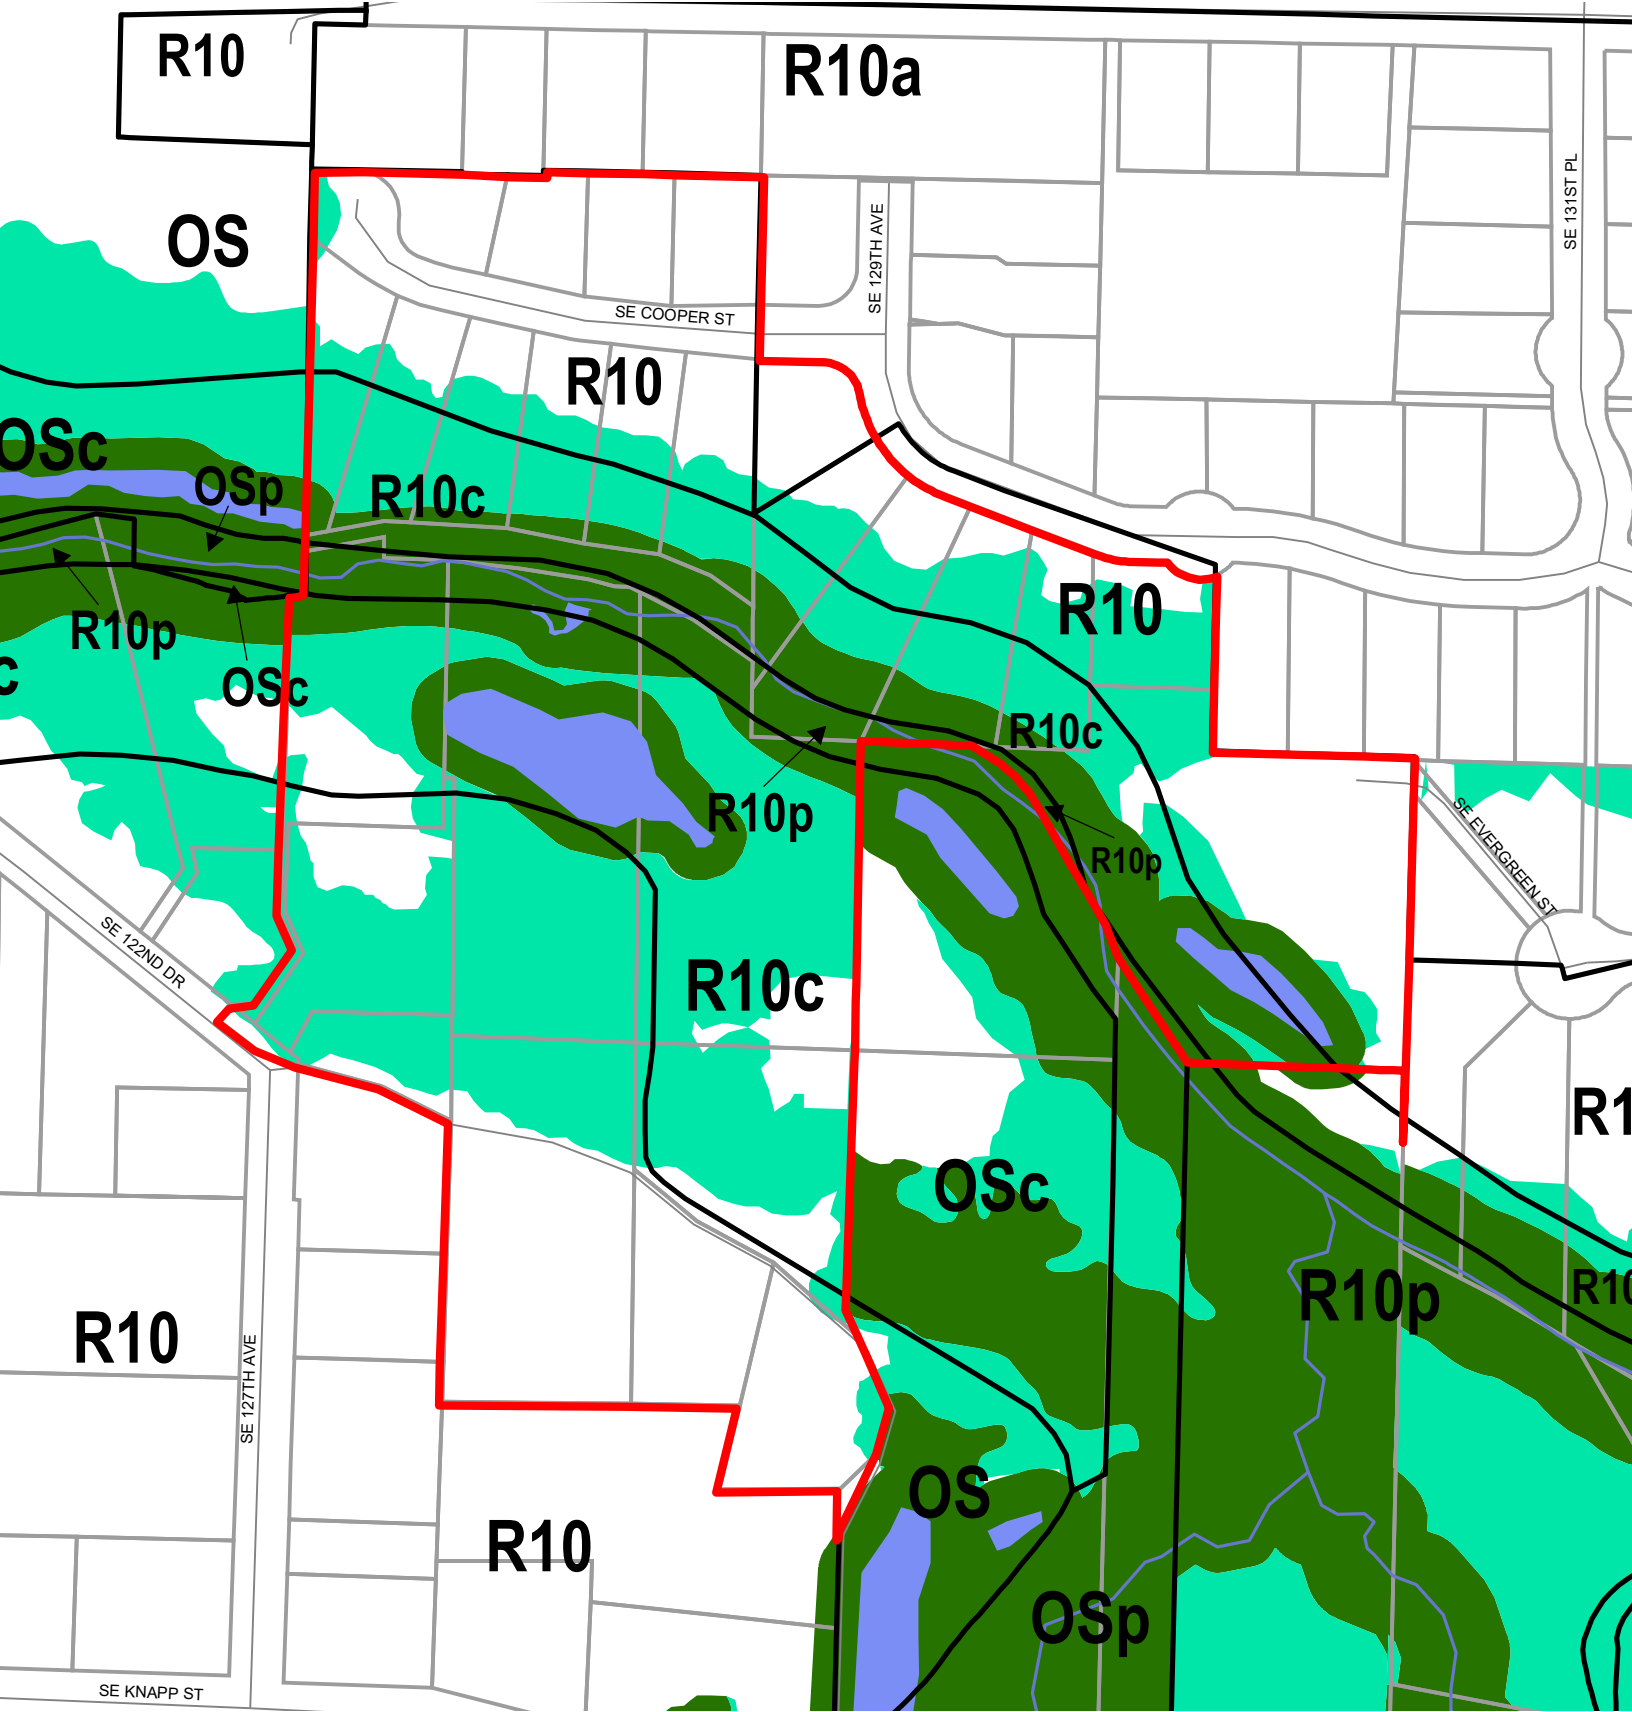 R10
R10a
SE 131ST PL
OS
SE 129TH AVE
SE COOPER ST
R10
OSc
OSp
R10c
R10
R10p
c
OSc
R10c
R10p
SE EVERGREEN ST
R10p
SE 122ND DR
R10c
R1
OSc
R10p
R10
R10
SE 127TH AVE
OS
R10
OSp
SE KNAPP ST